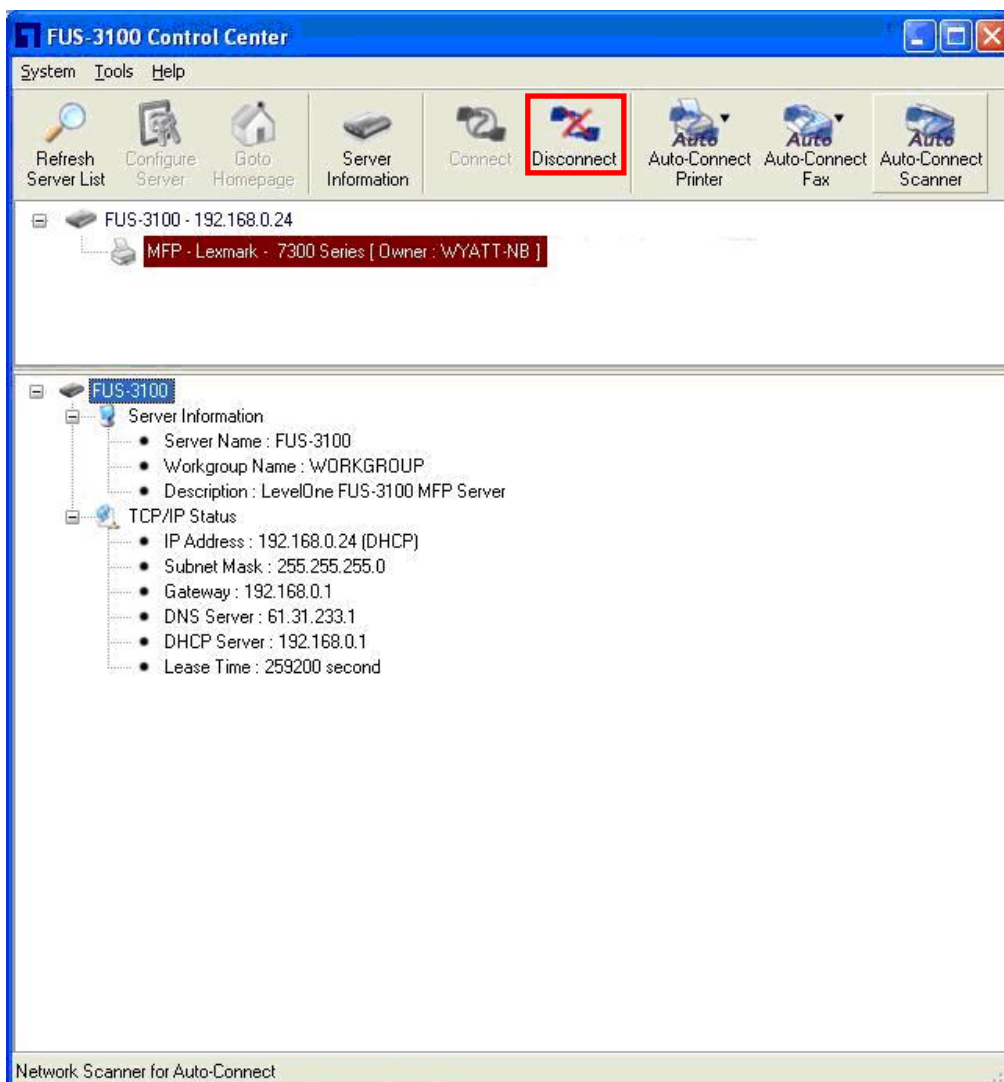 FUS-3100 Control Center
System Tools Help
Refresh Server List
Configure Server
Goto Homepage
Server Information
Connect
Disconnect
Auto
Auto-Connect Printer
Auto
Auto-Connect Fax
Auto
Auto-Connect Scanner
FUS-3100 - 192.168.0.24
MFP - Lexmark - 7300 Series [ Owner : WYATT-NB ]
FUS-3100
Server Information
Server Name : FUS-3100
Workgroup Name : WORKGROUP
Description : LevelOne FUS-3100 MFP Server
TCP/IP Status
IP Address : 192.168.0.24 (DHCP)
Subnet Mask : 255.255.255.0
Gateway : 192.168.0.1
DNS Server : 61.31.233.1
DHCP Server : 192.168.0.1
Lease Time : 259200 second
Network Scanner for Auto-Connect